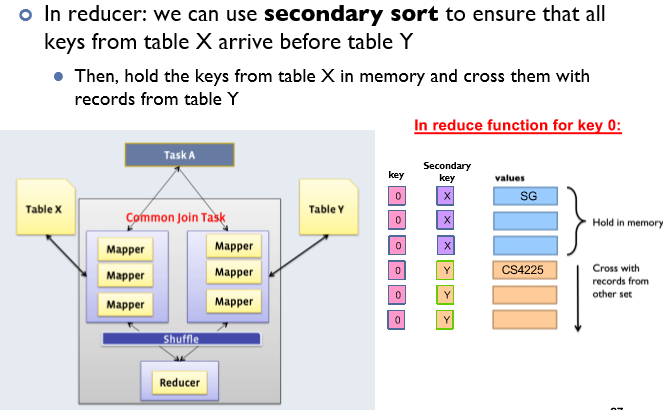 In reducer: we can use secondary sort to ensure that all
keys from table X arrive before table Y
Then, hold the keys from table X in memory and cross them with
records from table Y
Task A
Table X
Table Y
Common Join Task
Mapper
Mapper
Mapper
Mapper
Mapper
Mapper
Shuffle
Reducer
In reduce function for key 0:
key
Secondary
key
values
0 X SG
0 X
0 X
Hold in memory
0 Y CS4225
0 Y
0 Y
Cross with
records from
other set